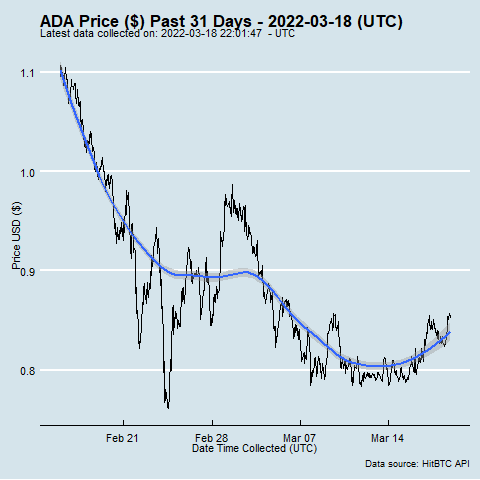 ADA Price ($) Past 31 Days - 2022-03-18 (UTC)
Latest data collected on: 2022-03-18 22:01:47 - UTC
1.1
1.0
0.9
0.8
Price USD ($)
Feb 21 Feb 28 Mar 07 Mar 14
Date Time Collected (UTC)
Data source: HitBTC API